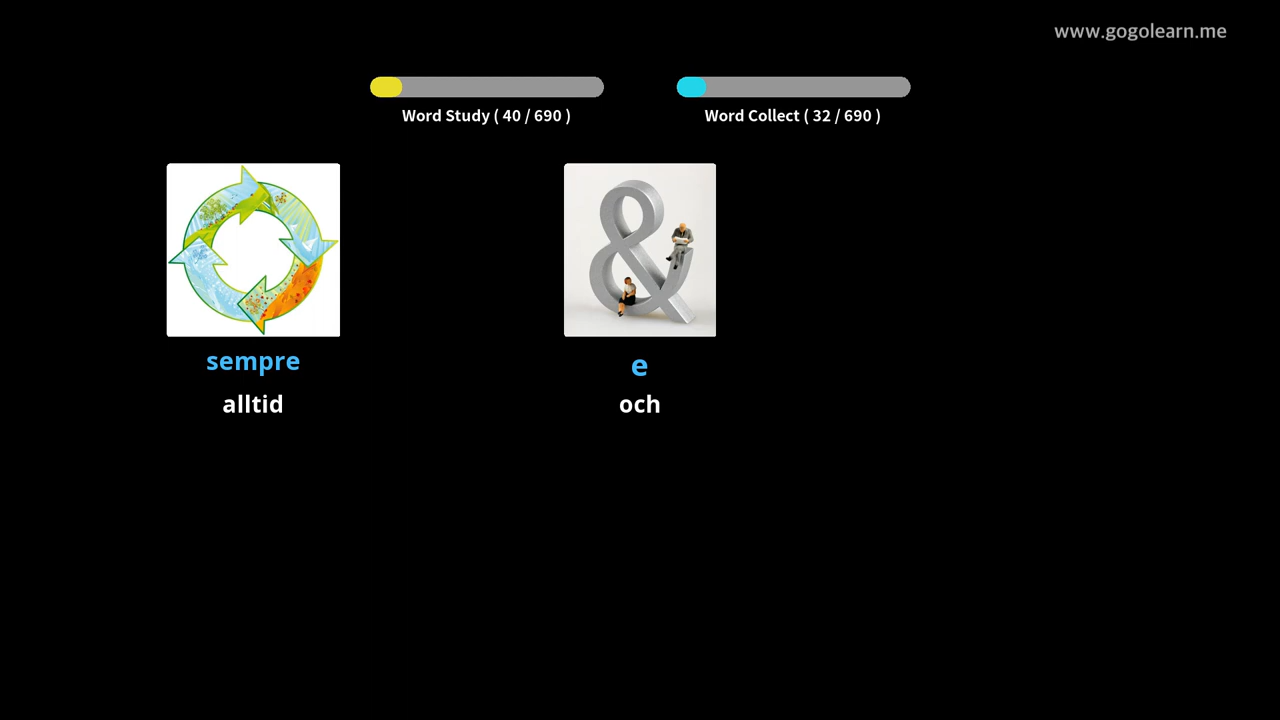 www.gogolearn.me
Word Study ( 40 / 690 )
Word Collect ( 32 / 690 )
&
sempre
e
alltid
och